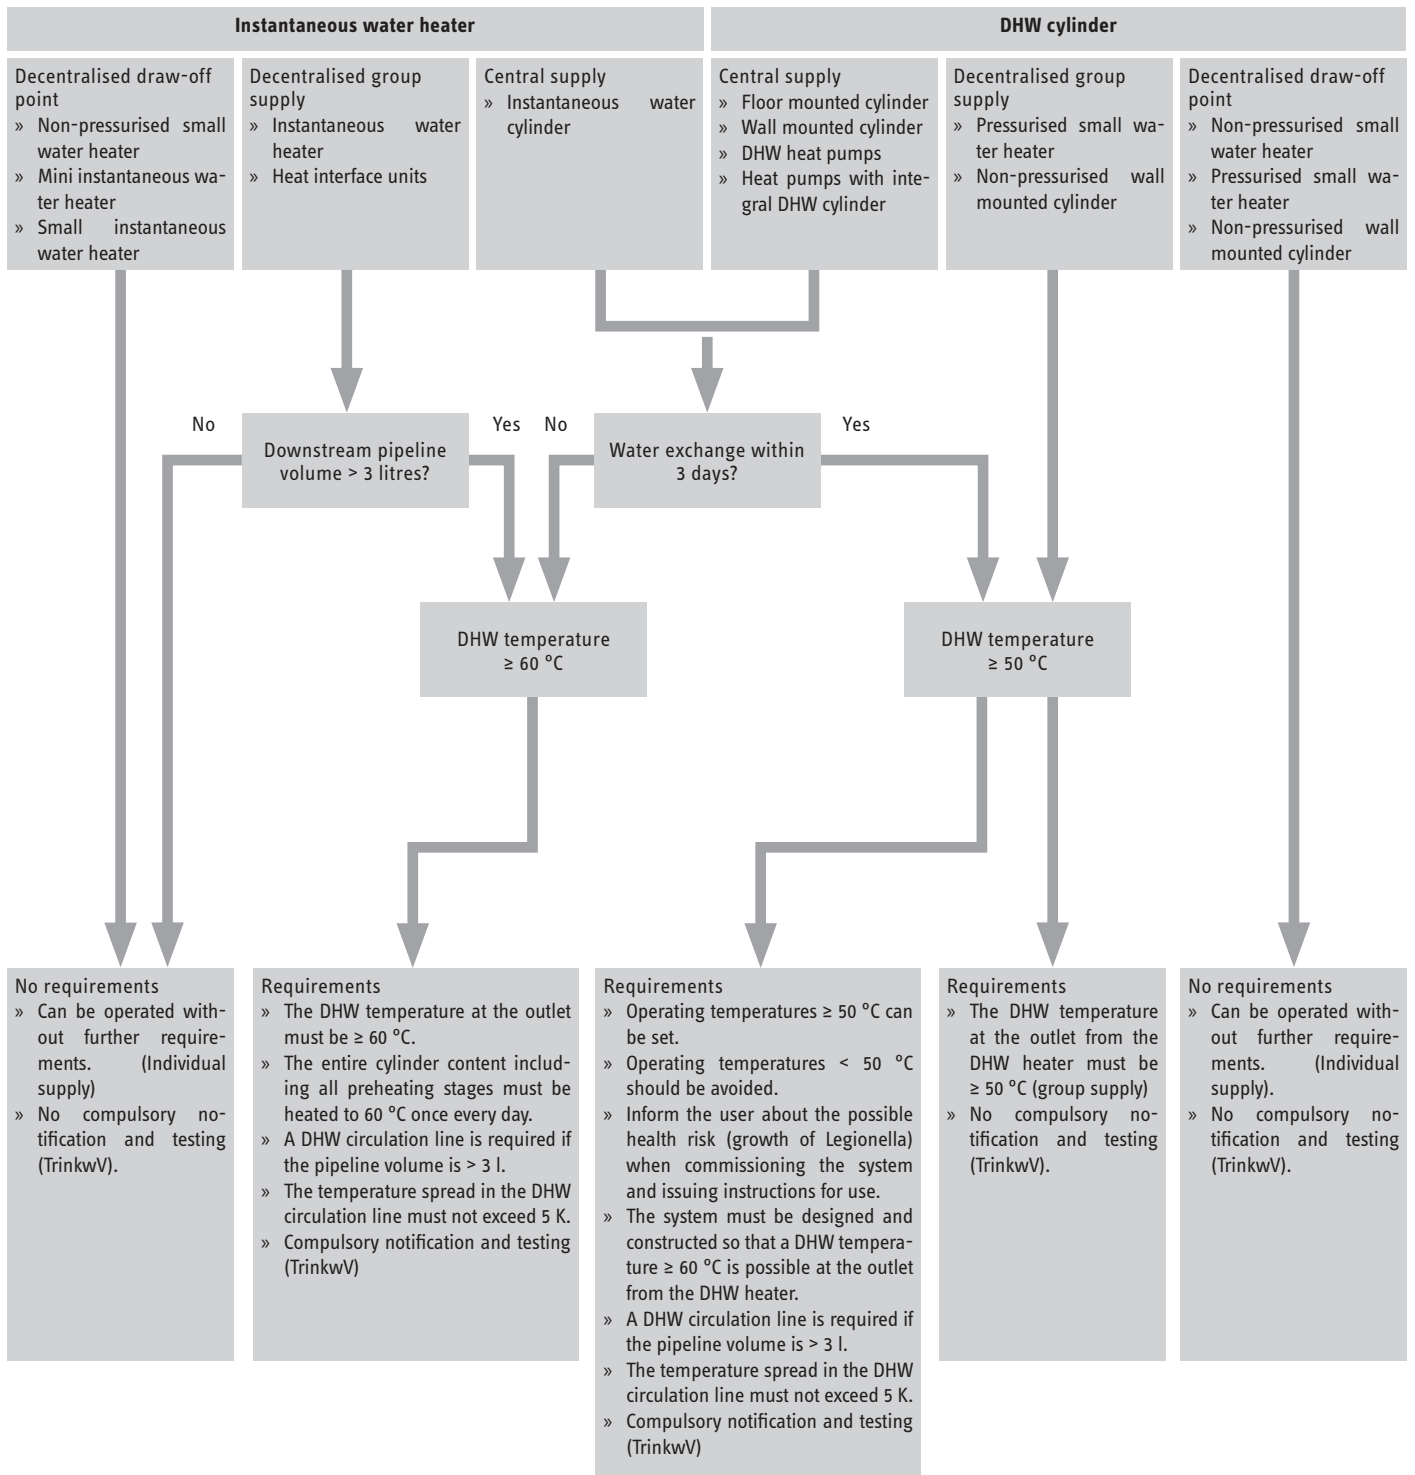 Instantaneous water heater
DHW cylinder
Decentralised draw-off
point
» Non-pressurised small
water heater
» Mini instantaneous wa-
ter heater
» Small instantaneous
water heater
Decentralised group
supply
» Instantaneous water
heater
» Heat interface units
Central supply
» Instantaneous water
cylinder
Central supply
» Floor mounted cylinder
» Wall mounted cylinder
» DHW heat pumps
» Heat pumps with inte-
gral DHW cylinder
Decentralised group
supply
» Pressurised small wa-
ter heater
» Non-pressurised wall
mounted cylinder
Decentralised draw-off
point
» Non-pressurised small
water heater
» Pressurised small wa-
ter heater
» Non-pressurised wall
mounted cylinder
No
Downstream pipeline
volume > 3 litres?
Yes
No
Water exchange within
3 days?
Yes
DHW temperature
≥ 60 °C
DHW temperature
≥ 50 °C
No requirements
» Can be operated with-
out further require-
ments. (Individual
supply)
» No compulsory no-
tification and testing
(TrinkwV).
Requirements
» The DHW temperature at the outlet
must be ≥ 60 °C.
» The entire cylinder content includ-
ing all preheating stages must be
heated to 60 °C once every day.
» A DHW circulation line is required if
the pipeline volume is > 3 l.
» The temperature spread in the DHW
circulation line must not exceed 5 K.
» Compulsory notification and testing
(TrinkwV)
Requirements
» Operating temperatures ≥ 50 °C can
be set.
» Operating temperatures < 50 °C
should be avoided.
» Inform the user about the possible
health risk (growth of Legionella)
when commissioning the system
and issuing instructions for use.
» The system must be designed and
constructed so that a DHW tempera-
ture ≥ 60 °C is possible at the outlet
from the DHW heater.
» A DHW circulation line is required if
the pipeline volume is > 3 l.
» The temperature spread in the DHW
circulation line must not exceed 5 K.
» Compulsory notification and testing
(TrinkwV)
Requirements
» The DHW temperature
at the outlet from the
DHW heater must be
≥ 50 °C (group supply)
» No compulsory no-
tification and testing
(TrinkwV).
No requirements
» Can be operated with-
out further require-
ments. (Individual
supply).
» No compulsory no-
tification and testing
(TrinkwV).